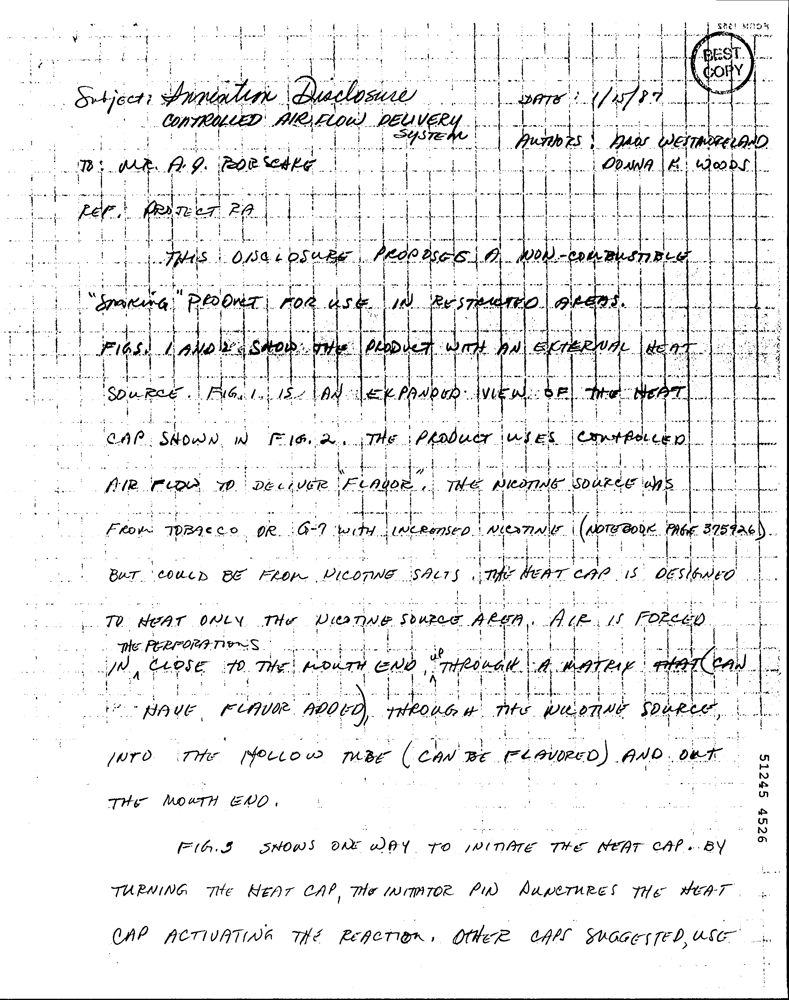 FORM 1552
BEST
COPY
Subject: Invention Disclosure
DATE: 1/15/87
CONTROLLED AIR FLOW DELIVERY
SYSTEM
AUTHORS: AMOS WESTMORELAND
DONNA K WOODS
TO: MR. A. J. BORSCHKE
REF. PROJECT RA
THIS DISCLOSURE PROPOSES A NON-COMBUSTIBLE
"SMOKING" PRODUCT FOR USE IN RESTRICTED AREAS.
FIGS. 1 AND 2 SHOW THE PRODUCT WITH AN EXTERNAL HEAT
SOURCE. FIG. 1. IS AN EXPANDED VIEW OF THE HEAT
CAP SHOWN IN FIG. 2. THE PRODUCT USES CONTROLLED
AIR FLOW TO DELIVER "FLAVOR". THE NICOTINE SOURCE WAS
FROM TOBACCO OR G-7 WITH INCREASED NICOTINE (NOTEBOOK PAGE 375926)
BUT COULD BE FROM NICOTINE SALTS. THE HEAT CAP IS DESIGNED
TO HEAT ONLY THE NICOTINE SOURCE AREA. AIR IS FORCED
THE PERFORATIONS
IN ^ CLOSE TO THE MOUTH END ^ UP THROUGH A MATRIX THAT (CAN
HAVE FLAVOR ADDED), THROUGH THE NICOTINE SOURCE,
INTO THE HOLLOW TUBE (CAN BE FLAVORED) AND OUT
THE MOUTH END.
FIG. 3 SHOWS ONE WAY TO INITIATE THE HEAT CAP. BY
TURNING THE HEAT CAP, THE INITIATOR PIN PUNCTURES THE HEAT
CAP ACTIVATING THE REACTION. OTHER CAPS SUGGESTED, USE
51245 4526